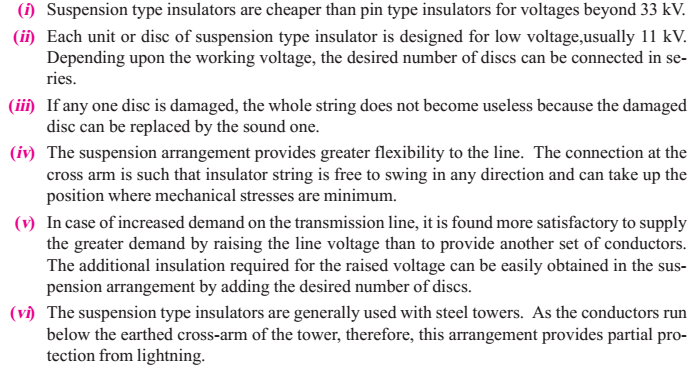 (i) Suspension type insulators are cheaper than pin type insulators for voltages beyond 33 kV.
(ii) Each unit or disc of suspension type insulator is designed for low voltage,usually 11 kV.
Depending upon the working voltage, the desired number of discs can be connected in se-
ries.
(iii) If any one disc is damaged, the whole string does not become useless because the damaged
disc can be replaced by the sound one.
(iv) The suspension arrangement provides greater flexibility to the line. The connection at the
cross arm is such that insulator string is free to swing in any direction and can take up the
position where mechanical stresses are minimum.
(v) In case of increased demand on the transmission line, it is found more satisfactory to supply
the greater demand by raising the line voltage than to provide another set of conductors.
The additional insulation required for the raised voltage can be easily obtained in the sus-
pension arrangement by adding the desired number of discs.
(vi) The suspension type insulators are generally used with steel towers. As the conductors run
below the earthed cross-arm of the tower, therefore, this arrangement provides partial pro-
tection from lightning.